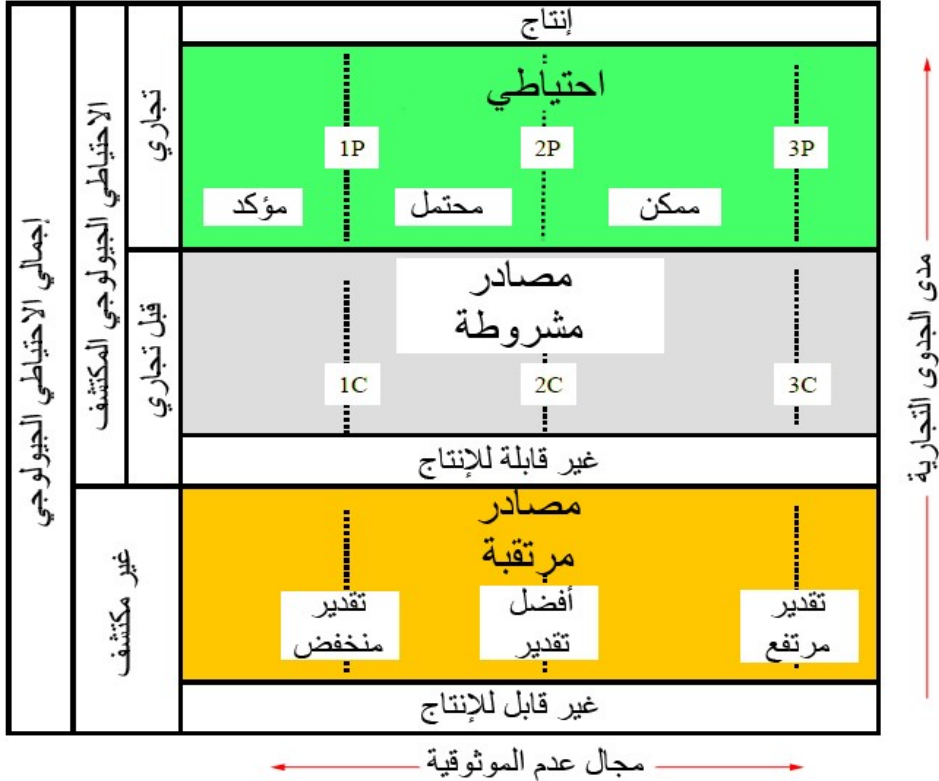 إنتاج
احتياطي
1P
2P
3P
مؤكد
محتمل
ممكن
مصادر
مشروطة
1C
2C
3C
غير قابلة للإنتاج
مصادر
مرتقبة
تقدير
منخفض
أفضل
تقدير
تقدير
مرتفع
غير قابل للإنتاج
إجمالي الاحتياطي الجيولوجي
الاحتياطي الجيولوجي المكتشف
تجاري
قبل تجاري
غير مكتشف
مدى الجدوى التجارية
مجال عدم الموثوقية